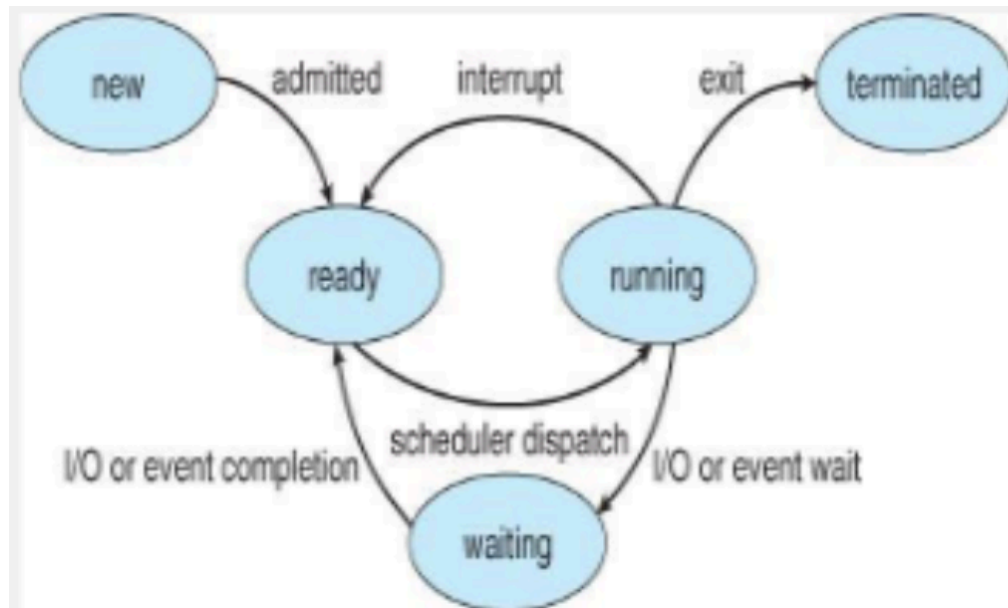 new
admitted
interrupt
exit
terminated
ready
running
scheduler dispatch
I/O or event completion
I/O or event wait
waiting